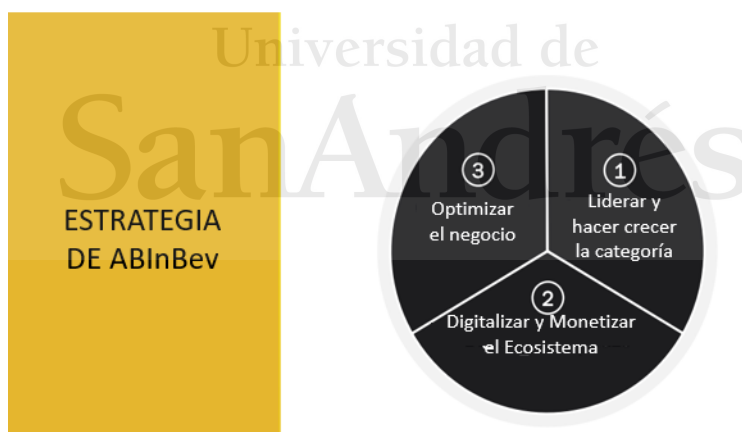 Universidad de
SanAndrés
ESTRATEGIA
DE ABInBev
1
Liderar y
hacer crecer
la categoría
2
Digitalizar y Monetizar
el Ecosistema
3
Optimizar
el negocio